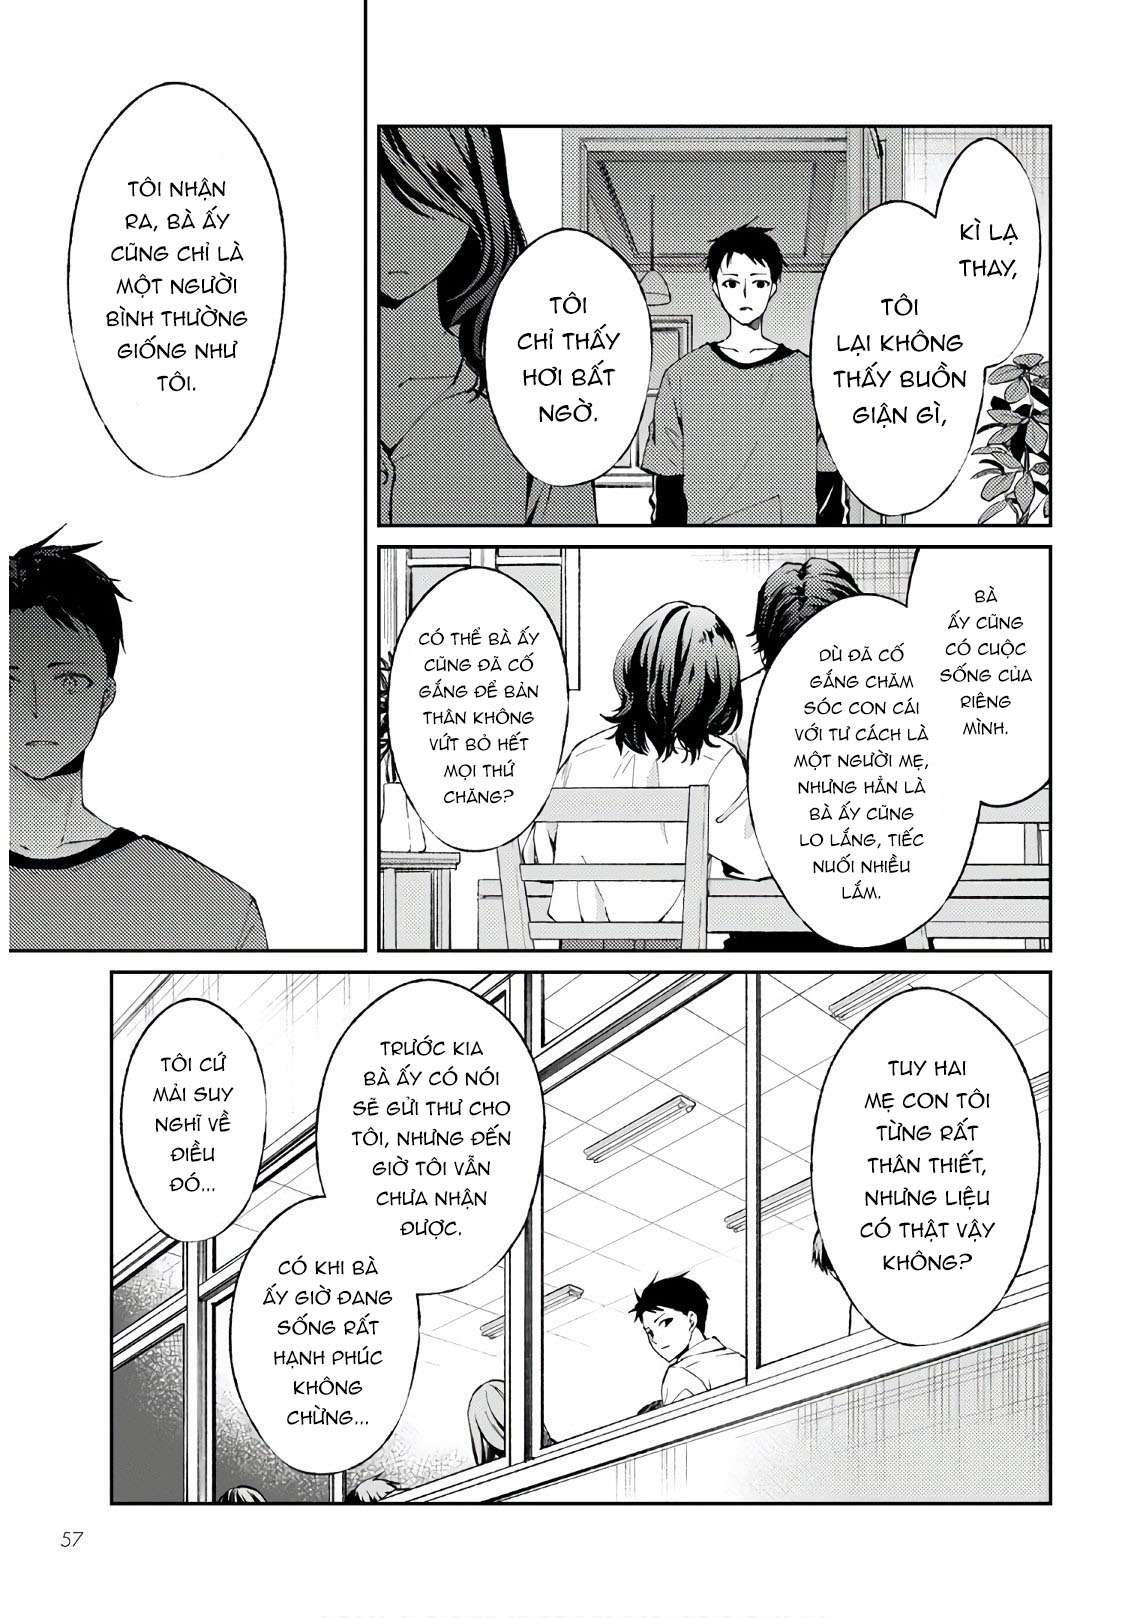 KÌ LẠ
THAY,
TÔI
LẠI KHÔNG
THẤY BUỒN
GIẬN GÌ,
TÔI
CHỈ THẤY
HƠI BẤT
NGỜ.
BÀ
ẤY CŨNG
CÓ CUỘC
SỐNG CỦA
RIÊNG
MÌNH.
DÙ ĐÃ CỐ
GẮNG CHĂM
SÓC CON CÁI
VỚI TƯ CÁCH LÀ
MỘT NGƯỜI MẸ,
NHƯNG HẲN LÀ
BÀ ẤY CŨNG
LO LẮNG, TIẾC
NUỐI NHIỀU
LẮM.
CÓ THỂ BÀ ẤY
CŨNG ĐÃ CỐ
GẮNG ĐỂ BẢN
THÂN KHÔNG
VỨT BỎ HẾT
MỌI THỨ
CHĂNG?
TÔI NHẬN
RA, BÀ ẤY
CŨNG CHỈ LÀ
MỘT NGƯỜI
BÌNH THƯỜNG
GIỐNG NHƯ
TÔI.
TUY HAI
MẸ CON TÔI
TỪNG RẤT
THÂN THIẾT,
NHƯNG LIỆU
CÓ THẬT VẬY
KHÔNG?
TRƯỚC KIA
BÀ ẤY CÓ NÓI
SẼ GỬI THƯ CHO
TÔI, NHƯNG ĐẾN
GIỜ TÔI VẪN
CHƯA NHẬN
ĐƯỢC.
CÓ KHI BÀ
ẤY GIỜ ĐANG
SỐNG RẤT
HẠNH PHÚC
KHÔNG
CHỪNG...
TÔI CỨ
MẢI SUY
NGHĨ VỀ
ĐIỀU
ĐÓ...
57